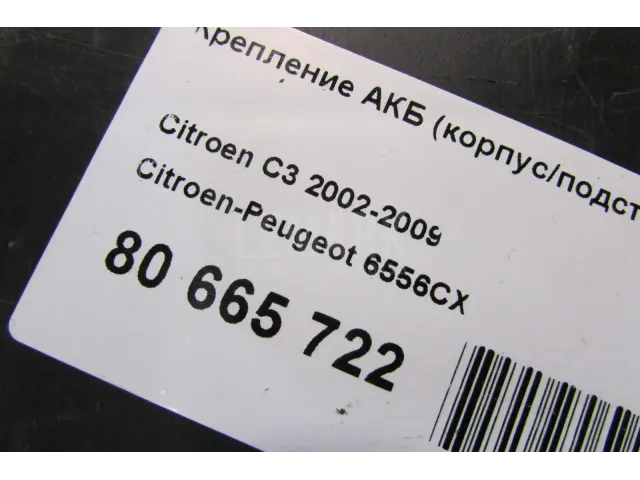 Крепление АКБ (корпус/подст
Citroen C3 2002-2009
Citroen-Peugeot 6556CX
80 665 722